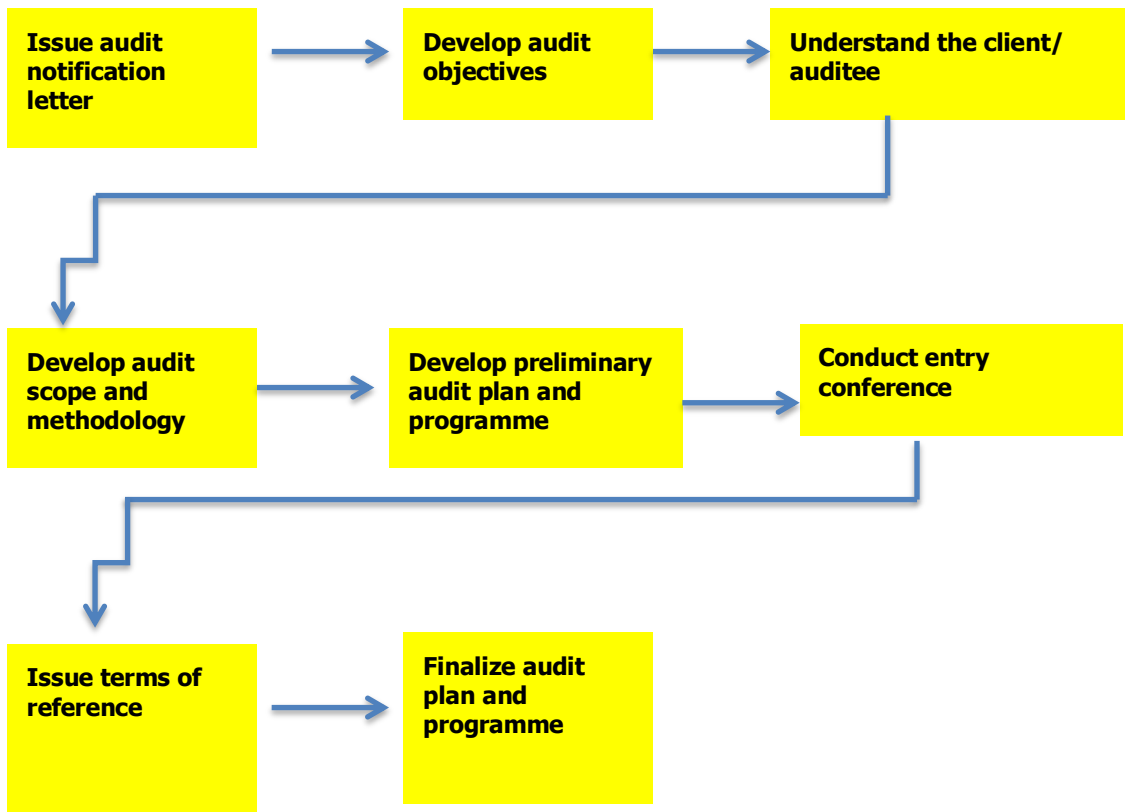 Issue audit
notification
letter
Develop audit
objectives
Understand the client/
auditee
Develop audit
scope and
methodology
Develop preliminary
audit plan and
programme
Conduct entry
conference
Issue terms of
reference
Finalize audit
plan and
programme